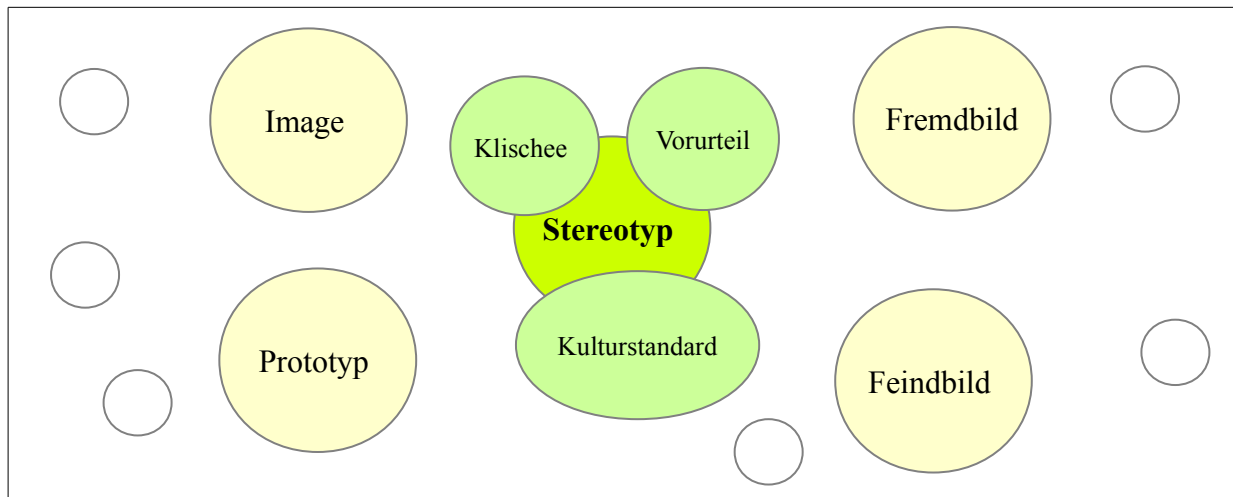 Image
Klischee
Vorurteil
Fremdbild
Stereotyp
Prototyp
Kulturstandard
Feindbild